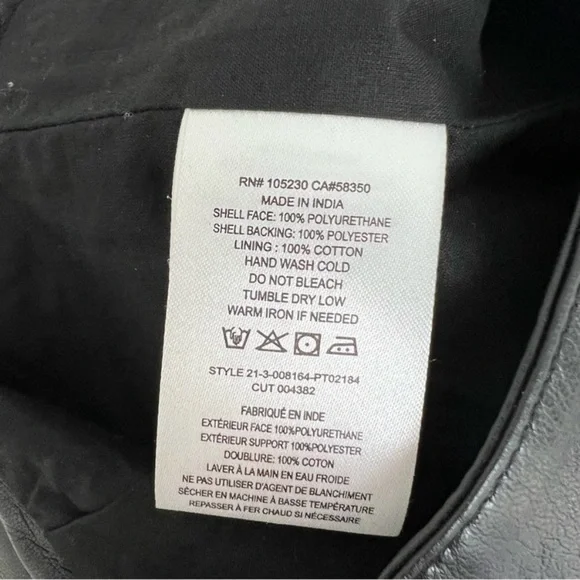 RN# 105230 CA#58350
MADE IN INDIA
SHELL FACE: 100% POLYURETHANE
SHELL BACKING: 100% POLYESTER
LINING : 100% COTTON
HAND WASH COLD
DO NOT BLEACH
TUMBLE DRY LOW
WARM IRON IF NEEDED
STYLE 21-3-008164-PT02184
CUT 004382
FABRIQUÉ EN INDE
EXTÉRIEUR FACE 100%POLYURETHANE
EXTÉRIEUR SUPPORT 100%POLYESTER
DOUBLURE: 100% COTON
LAVER À LA MAIN EN EAU FROIDE
NE PAS UTILISER D'AGENT DE BLANCHIMENT
SÉCHER EN MACHINE À BASSE TEMPÉRATURE
REPASSER À FER CHAUD SI NÉCESSAIRE